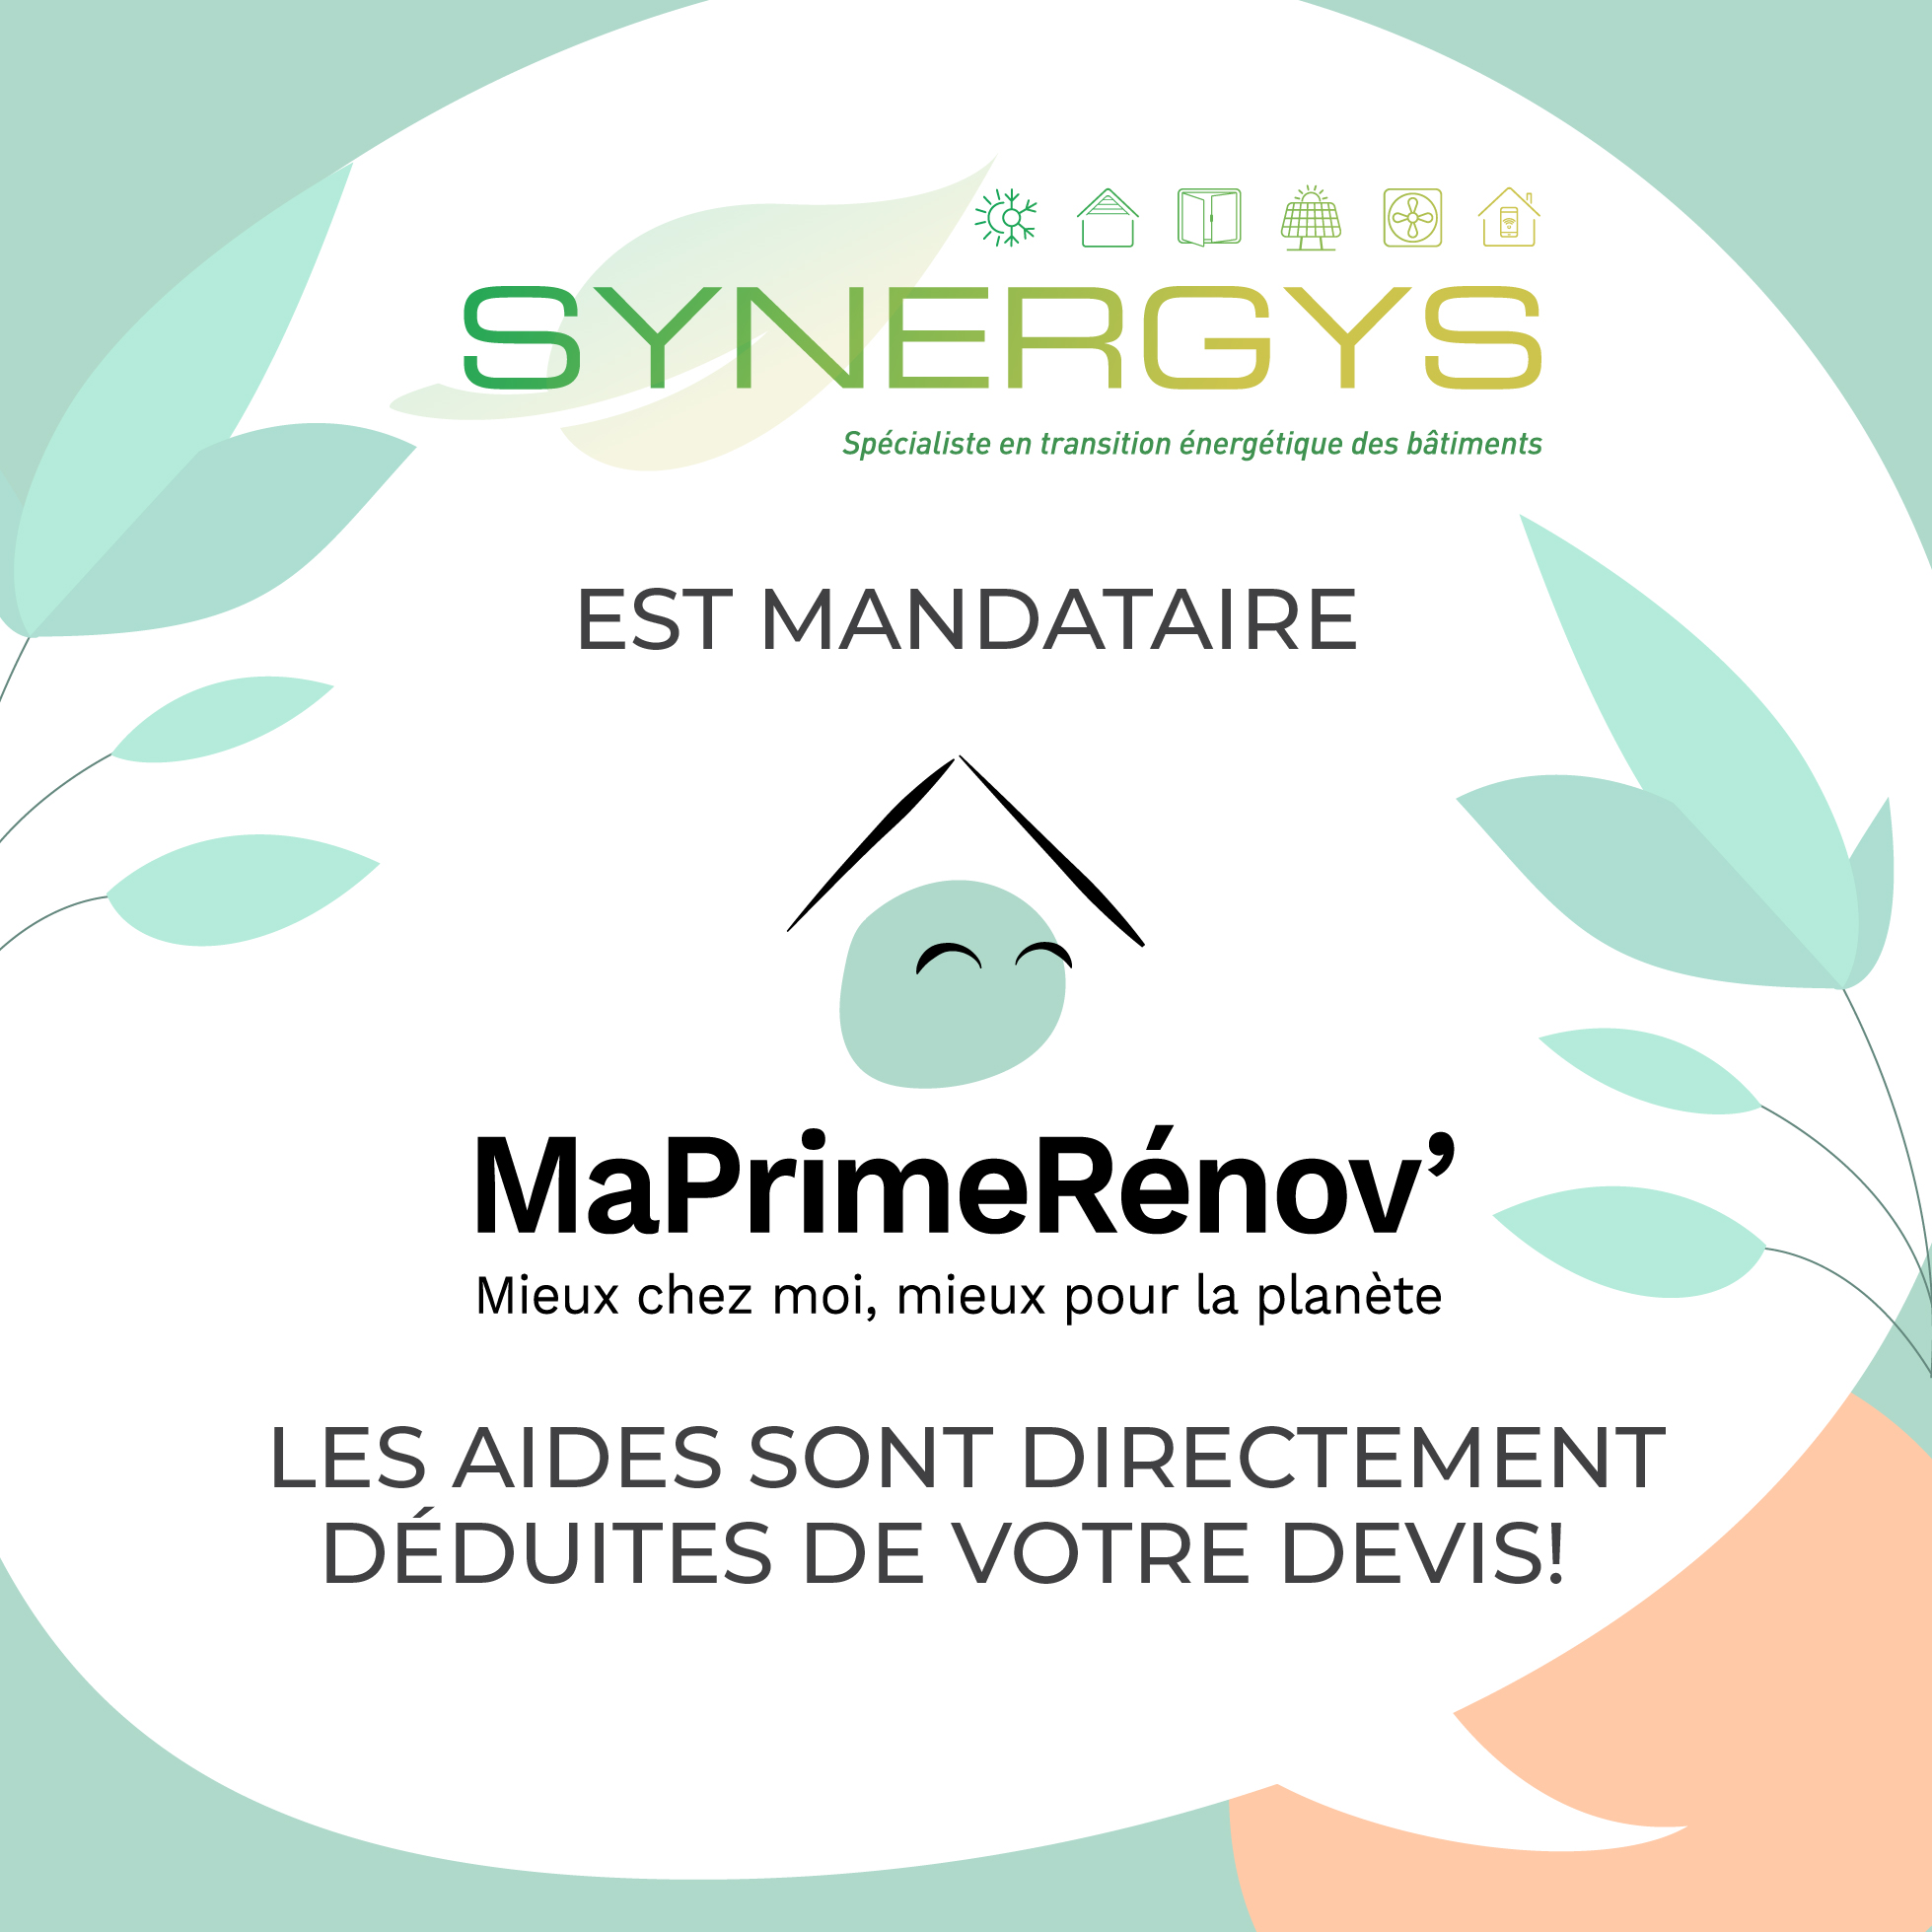 SYNERGYS
Spécialiste en transition énergétique des bâtiments
EST MANDATAIRE
MaPrimeRénov’
Mieux chez moi, mieux pour la planète
LES AIDES SONT DIRECTEMENT
DÉDUITES DE VOTRE DEVIS!